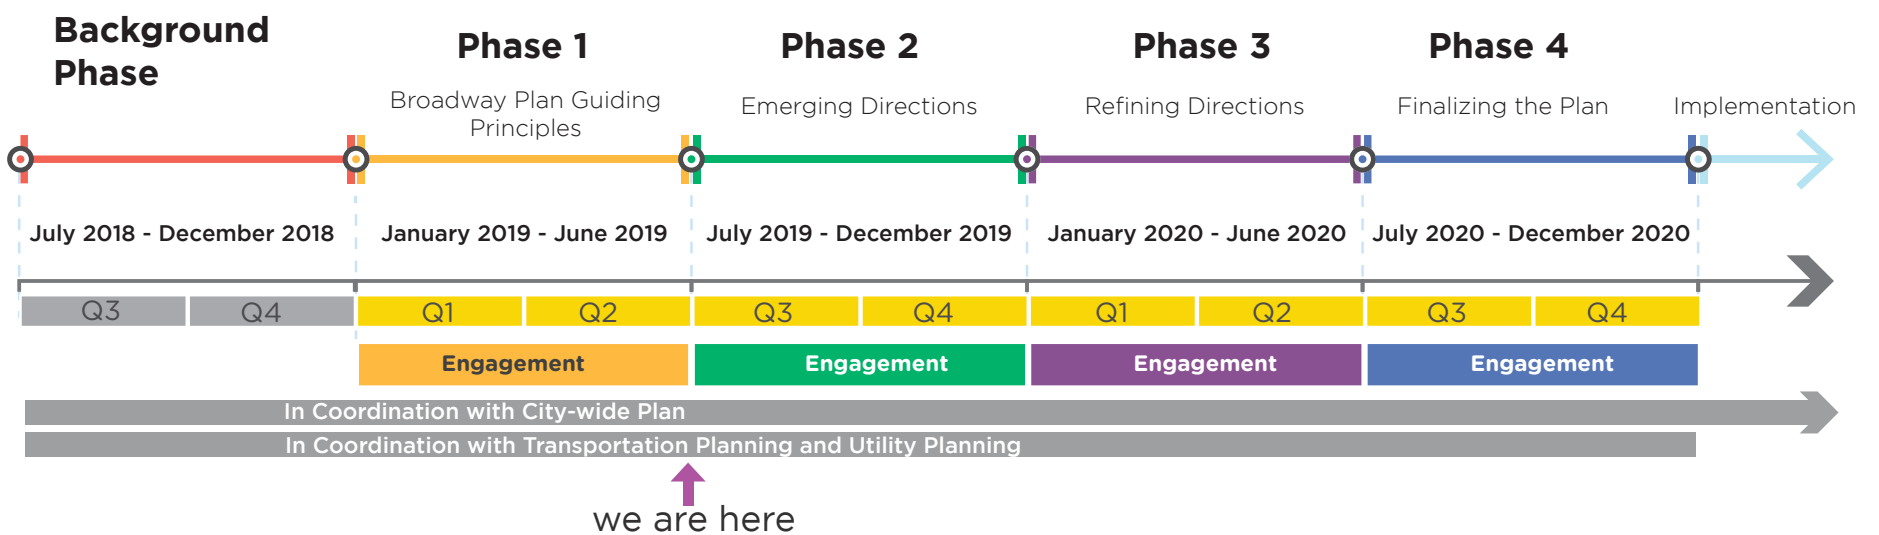 Background
Phase
Phase 1
Phase 2
Phase 3
Phase 4
Broadway Plan Guiding
Principles
Emerging Directions
Refining Directions
Finalizing the Plan
Implementation
July 2018 - December 2018
January 2019 - June 2019
July 2019 - December 2019
January 2020 - June 2020
July 2020 - December 2020
Q3
Q4
Q1
Q2
Q3
Q4
Q1
Q2
Q3
Q4
Engagement
Engagement
Engagement
Engagement
In Coordination with City-wide Plan
In Coordination with Transportation Planning and Utility Planning
we are here